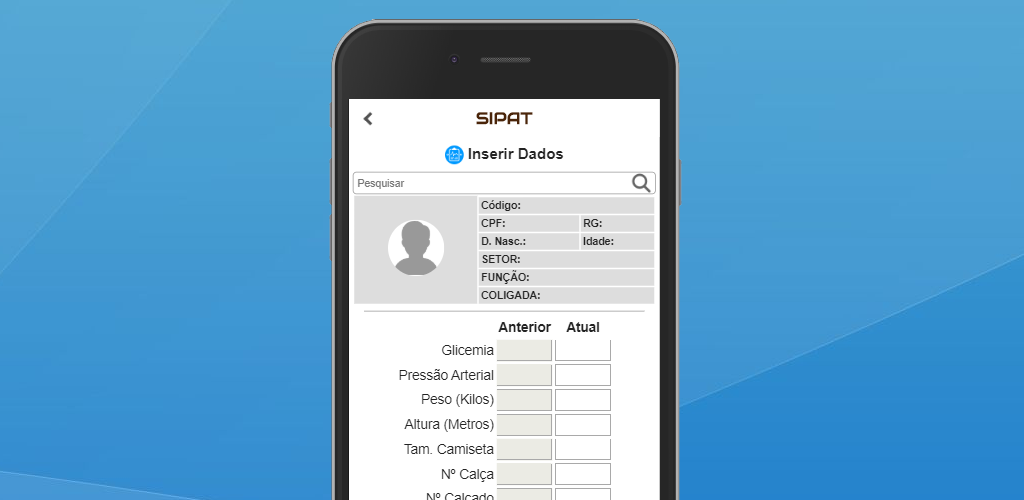 SIPAT
Inserir Dados
Pesquisar
Código:
CPF: RG:
D. Nasc.: Idade:
SETOR:
FUNÇÃO:
COLIGADA:
Anterior Atual
Glicemia
Pressão Arterial
Peso (Kilos)
Altura (Metros)
Tam. Camiseta
Nº Calça
Nº Calçado